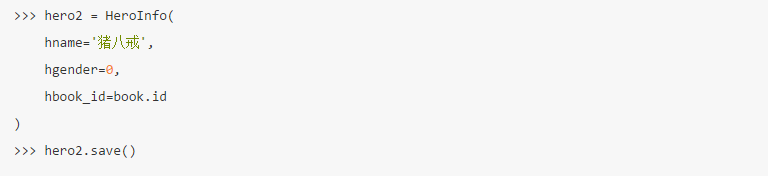 >>> hero2 = HeroInfo(
    hname='猪八戒',
    hgender=0,
    hbook_id=book.id
)
>>> hero2.save()